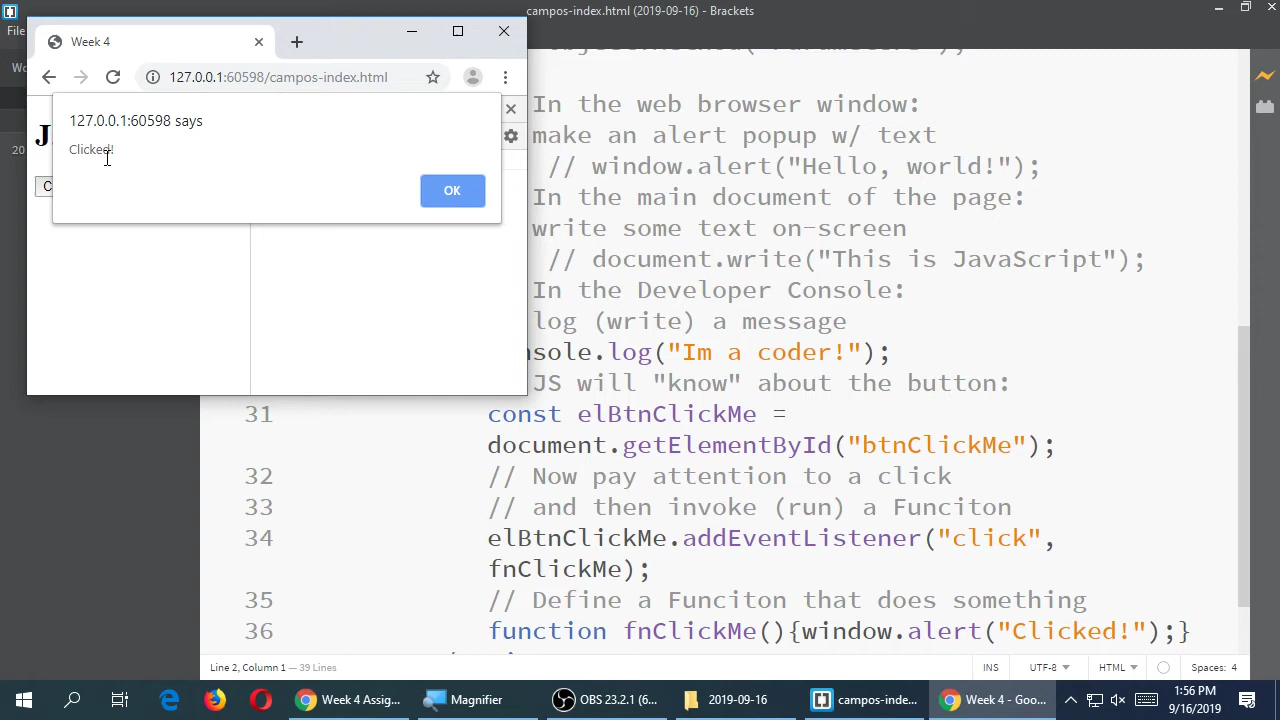 campos-index.html (2019-09-16) - Brackets
File
Week 4
127.0.0.1:60598/campos-index.html
127.0.0.1:60598 says
Clicked!
OK
In the web browser window:
make an alert popup w/ text
// window.alert("Hello, world!");
In the main document of the page:
write some text on-screen
// document.write("This is JavaScript");
In the Developer Console:
log (write) a message
nsole.log("Im a coder!");
JS will "know" about the button:
31 const elBtnClickMe =
document.getElementById("btnClickMe");
32 // Now pay attention to a click
33 // and then invoke (run) a Funciton
34 elBtnClickMe.addEventListener("click",
fnClickMe);
35 // Define a Funciton that does something
36 function fnClickMe(){window.alert("Clicked!");}
Line 2, Column 1 — 39 Lines
INS
UTF-8
HTML
Spaces: 4
Week 4 Assig...
Magnifier
OBS 23.2.1 (6...
2019-09-16
campos-inde...
Week 4 - Goo...
1:56 PM
9/16/2019